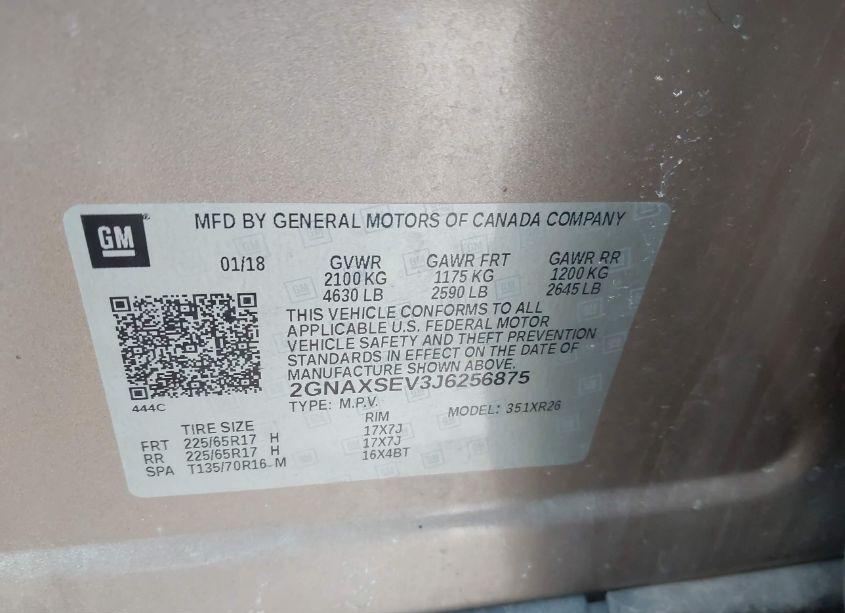 GM
MFD BY GENERAL MOTORS OF CANADA COMPANY
01/18 GVWR GAWR FRT GAWR RR
2100 KG 1175 KG 1200 KG
4630 LB 2590 LB 2645 LB
THIS VEHICLE CONFORMS TO ALL
APPLICABLE U.S. FEDERAL MOTOR
VEHICLE SAFETY AND THEFT PREVENTION
STANDARDS IN EFFECT ON THE DATE OF
MANUFACTURE SHOWN ABOVE.
2GNAXSEV3J6256875
444C
TYPE: M.P.V. MODEL: 351XR26
TIRE SIZE RIM
FRT 225/65R17 H 17X7J
RR 225/65R17 H 17X7J
SPA T135/70R16 M 16X4BT